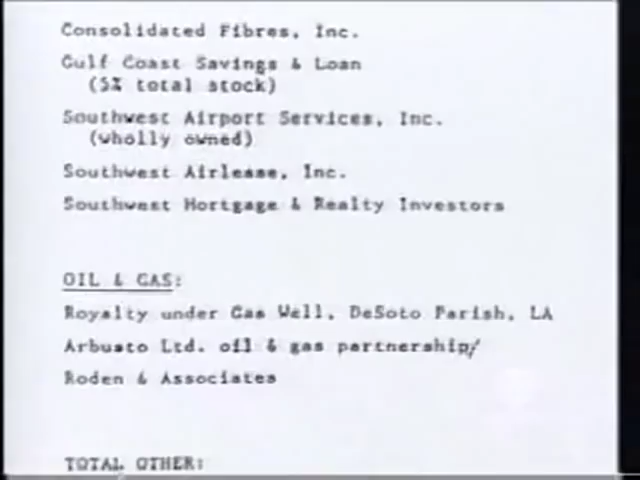 Consolidated Fibres, Inc.
Gulf Coast Savings & Loan
(5% total stock)
Southwest Airport Services, Inc.
(wholly owned)
Southwest Airlease, Inc.
Southwest Mortgage & Realty Investors
OIL & GAS:
Royalty under Gas Well, DeSoto Parish, LA
Arbusto Ltd. oil & gas partnership/
Roden & Associates
TOTAL OTHER: